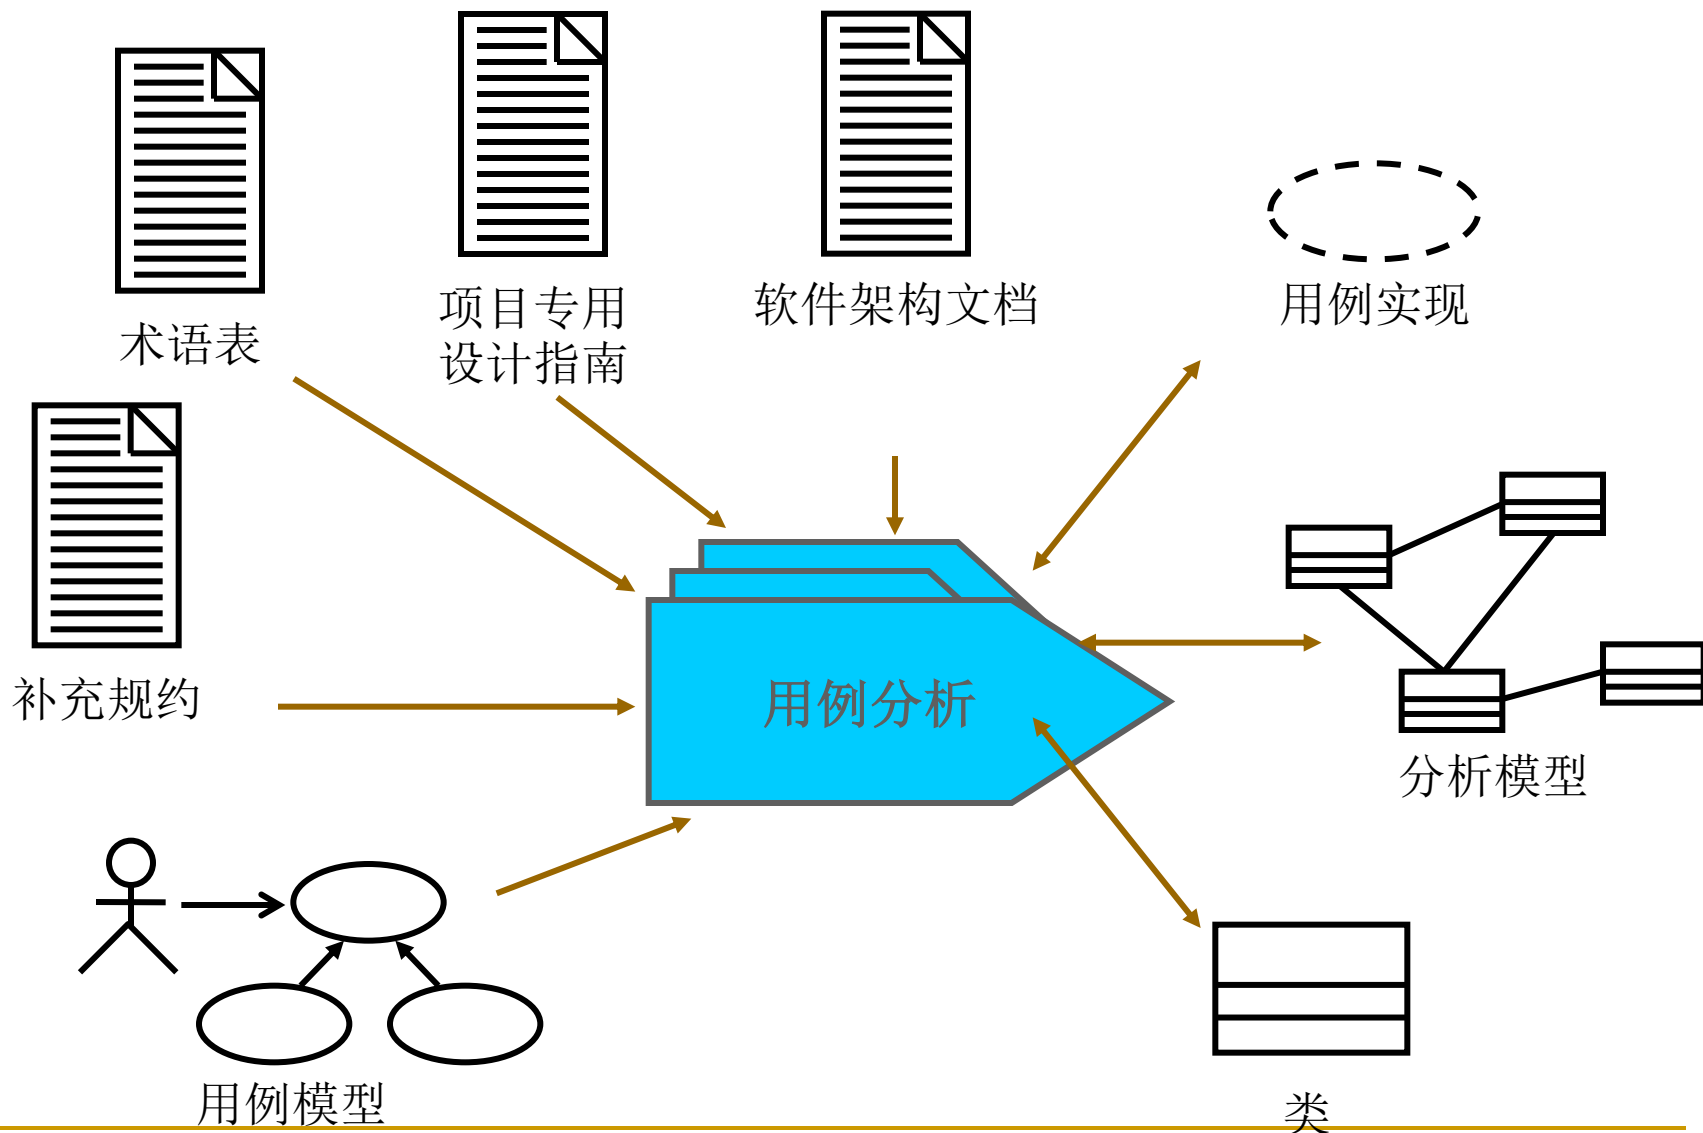 术语表
项目专用
设计指南
软件架构文档
用例实现
补充规约
用例分析
分析模型
用例模型
类